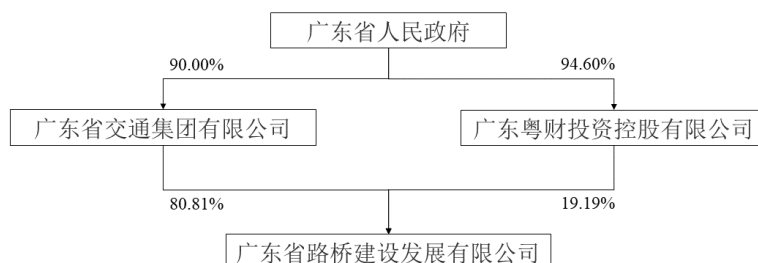 广东省人民政府
90.00%
94.60%
广东省交通集团有限公司
广东粤财投资控股有限公司
80.81%
19.19%
广东省路桥建设发展有限公司